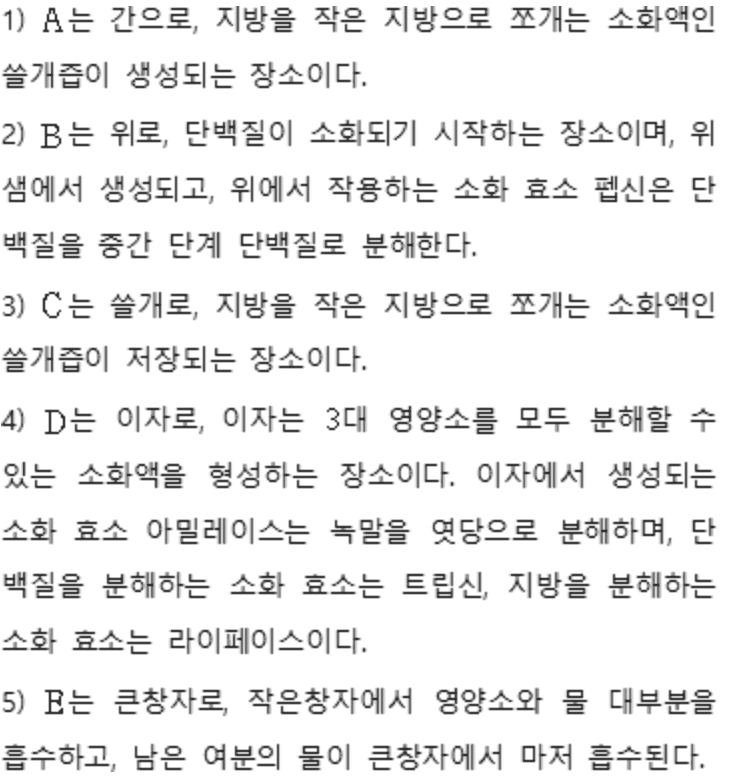 1) A는 간으로, 지방을 작은 지방으로 쪼개는 소화액인
쓸개즙이 생성되는 장소이다.
2) B는 위로, 단백질이 소화되기 시작하는 장소이며, 위
샘에서 생성되고, 위에서 작용하는 소화 효소 펩신은 단
백질을 중간 단계 단백질로 분해한다.
3) C는 쓸개로, 지방을 작은 지방으로 쪼개는 소화액인
쓸개즙이 저장되는 장소이다.
4) D는 이자로, 이자는 3대 영양소를 모두 분해할 수
있는 소화액을 형성하는 장소이다. 이자에서 생성되는
소화 효소 아밀레이스는 녹말을 엿당으로 분해하며, 단
백질을 분해하는 소화 효소는 트립신, 지방을 분해하는
소화 효소는 라이페이스이다.
5) E는 큰창자로, 작은창자에서 영양소와 물 대부분을
흡수하고, 남은 여분의 물이 큰창자에서 마저 흡수된다.